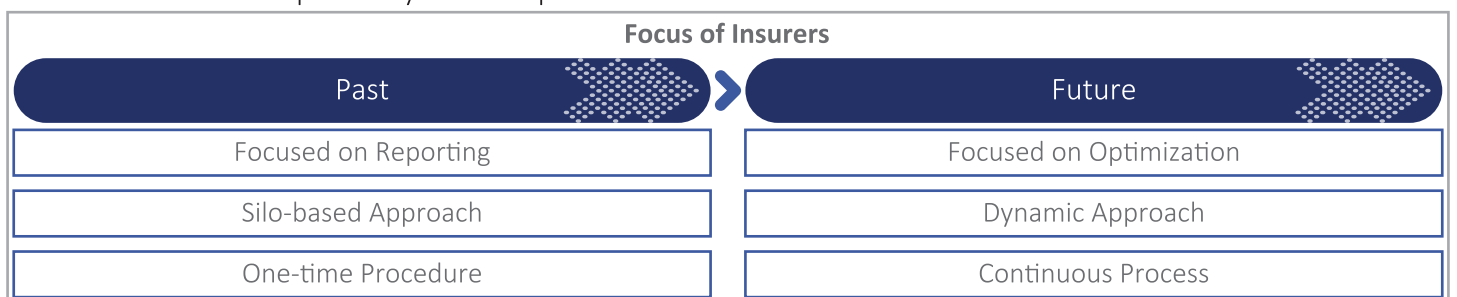 Focus of Insurers
Past
Future
Focused on Reporting
Focused on Optimization
Silo-based Approach
Dynamic Approach
One-time Procedure
Continuous Process